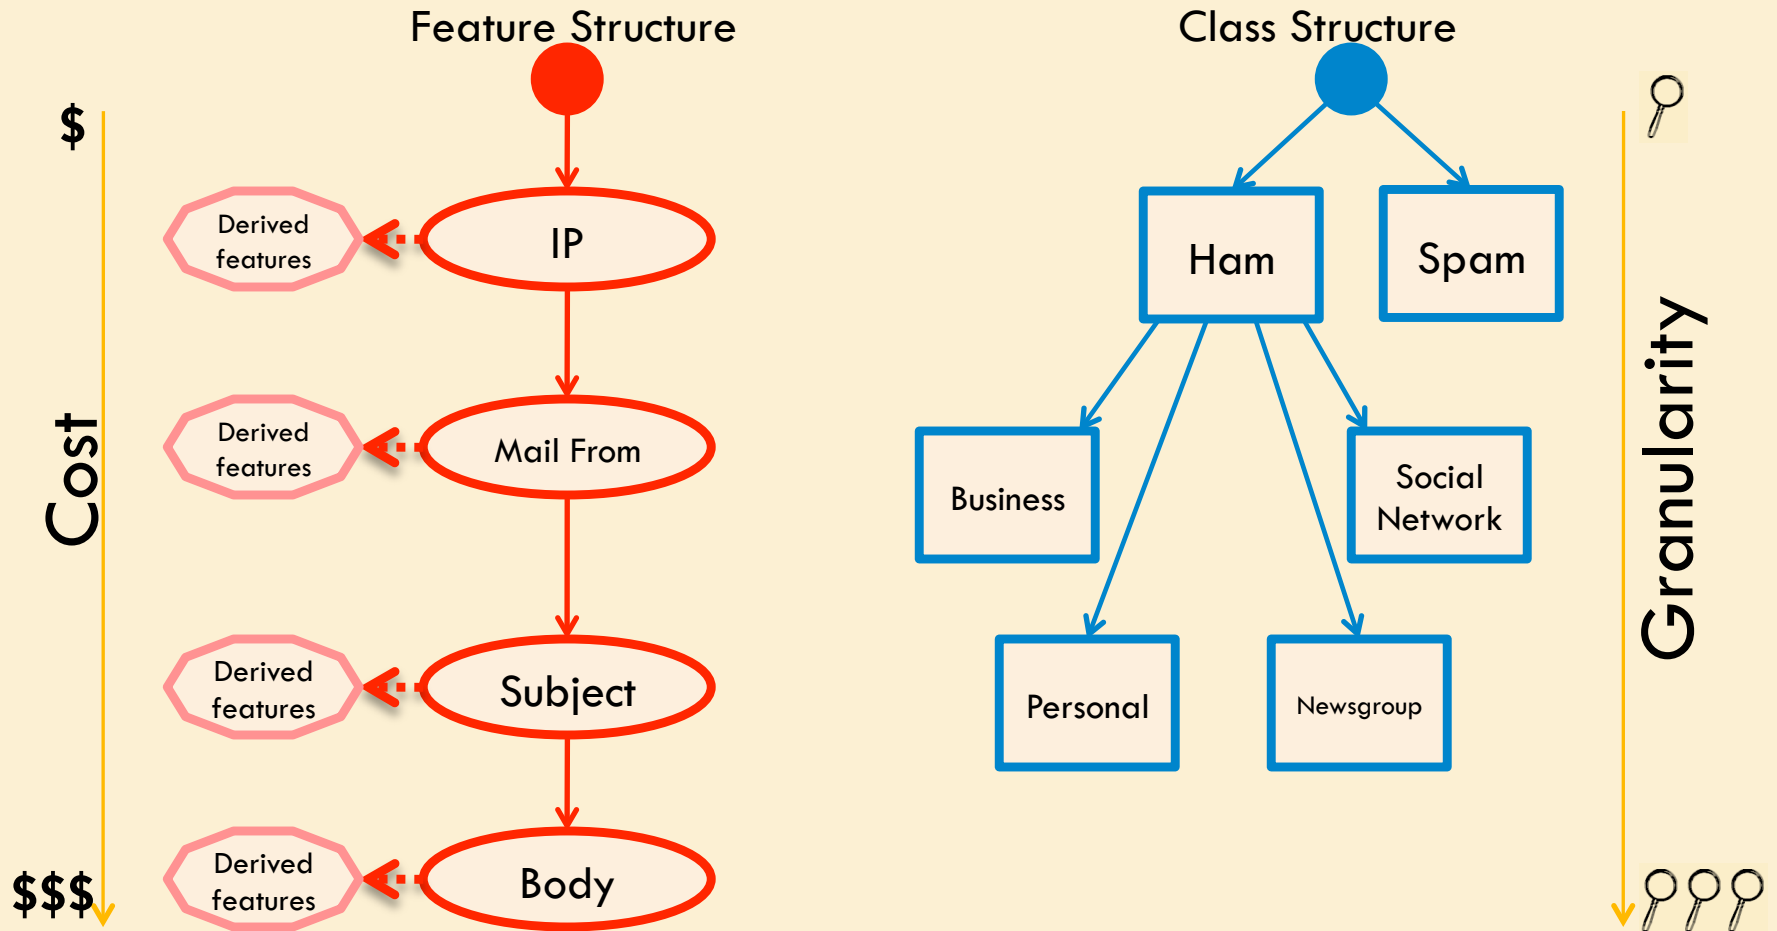 Feature Structure
Class Structure
$
Derived
features
IP
Ham
Spam
Cost
Granularity
Derived
features
Mail From
Business
Social
Network
Derived
features
Subject
Personal
Newsgroup
Derived
features
Body
$$$